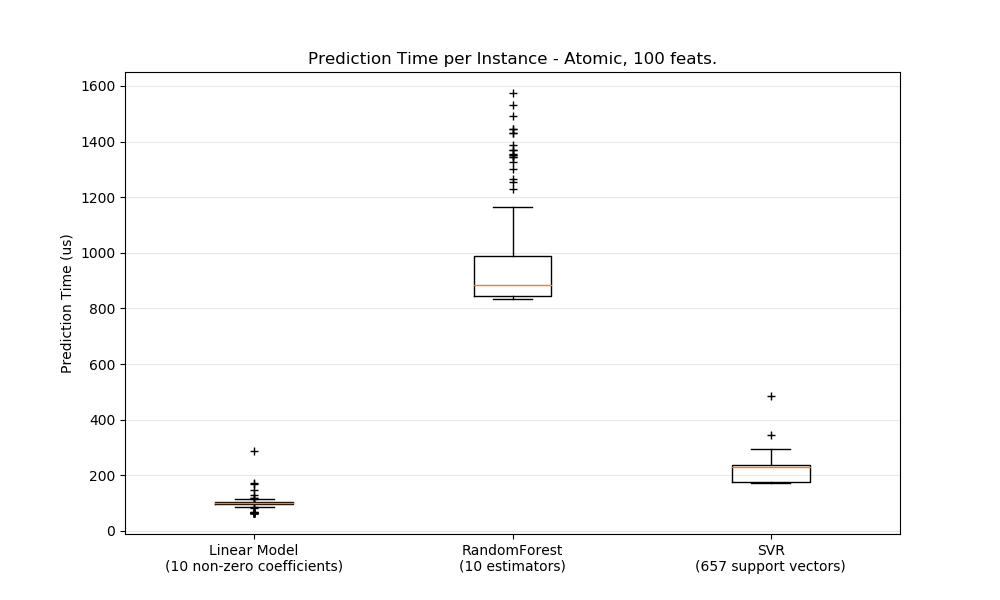 Prediction Time per Instance - Atomic, 100 feats.
Prediction Time (us)
1600
1400
1200
1000
800
600
400
200
0
Linear Model
(10 non-zero coefficients)
RandomForest
(10 estimators)
SVR
(657 support vectors)